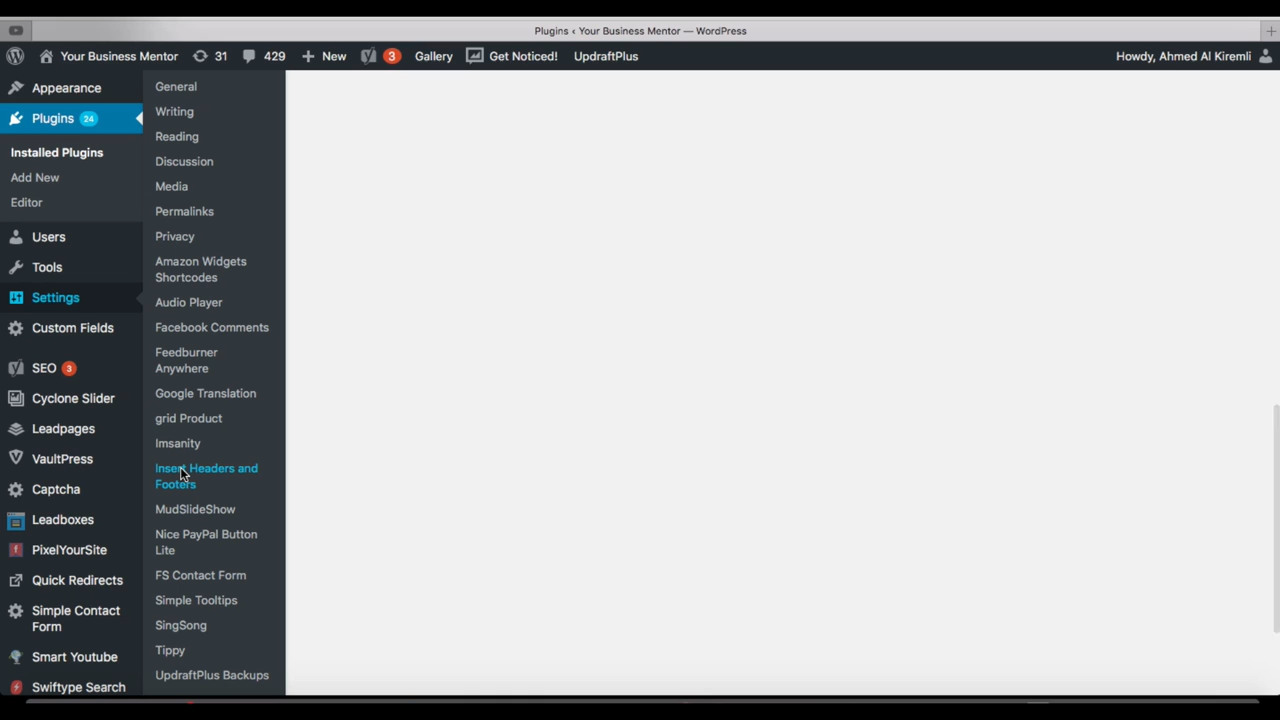 Plugins ‹ Your Business Mentor — WordPress
Your Business Mentor 31 429 New 3 Gallery Get Noticed! UpdraftPlus Howdy, Ahmed Al Kiremli
Appearance
Plugins 24
Installed Plugins
Add New
Editor
Users
Tools
Settings
Custom Fields
SEO 3
Cyclone Slider
Leadpages
VaultPress
Captcha
Leadboxes
PixelYourSite
Quick Redirects
Simple Contact
Form
Smart Youtube
Swiftype Search
General
Writing
Reading
Discussion
Media
Permalinks
Privacy
Amazon Widgets
Shortcodes
Audio Player
Facebook Comments
Feedburner
Anywhere
Google Translation
grid Product
Imsanity
Insert Headers and
Footers
MudSlideShow
Nice PayPal Button
Lite
FS Contact Form
Simple Tooltips
SingSong
Tippy
UpdraftPlus Backups